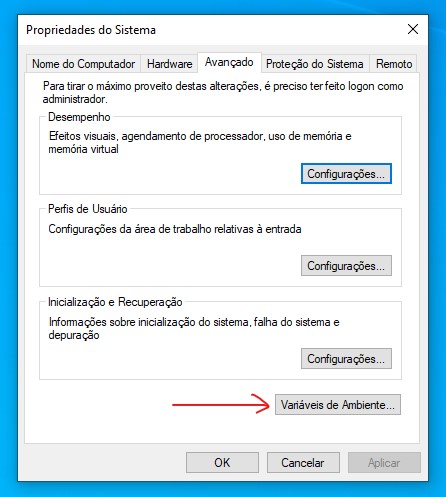 Propriedades do Sistema
Nome do Computador Hardware Avançado Proteção do Sistema Remoto
Para tirar o máximo proveito destas alterações, é preciso ter feito logon como
administrador.
Desempenho
Efeitos visuais, agendamento de processador, uso de memória e
memória virtual
Configurações...
Perfis de Usuário
Configurações da área de trabalho relativas à entrada
Configurações...
Inicialização e Recuperação
Informações sobre inicialização do sistema, falha do sistema e
depuração
Configurações...
Variáveis de Ambiente...
OK Cancelar Aplicar